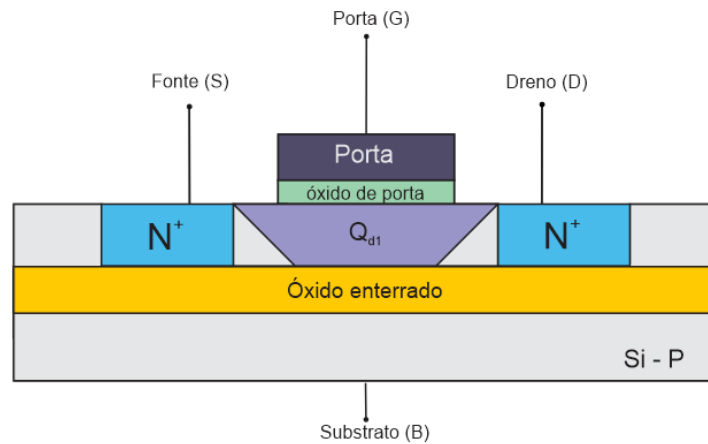 Porta (G)
Fonte (S)
Dreno (D)
Porta
óxido de porta
N+
Qd1
N+
Óxido enterrado
Si - P
Substrato (B)